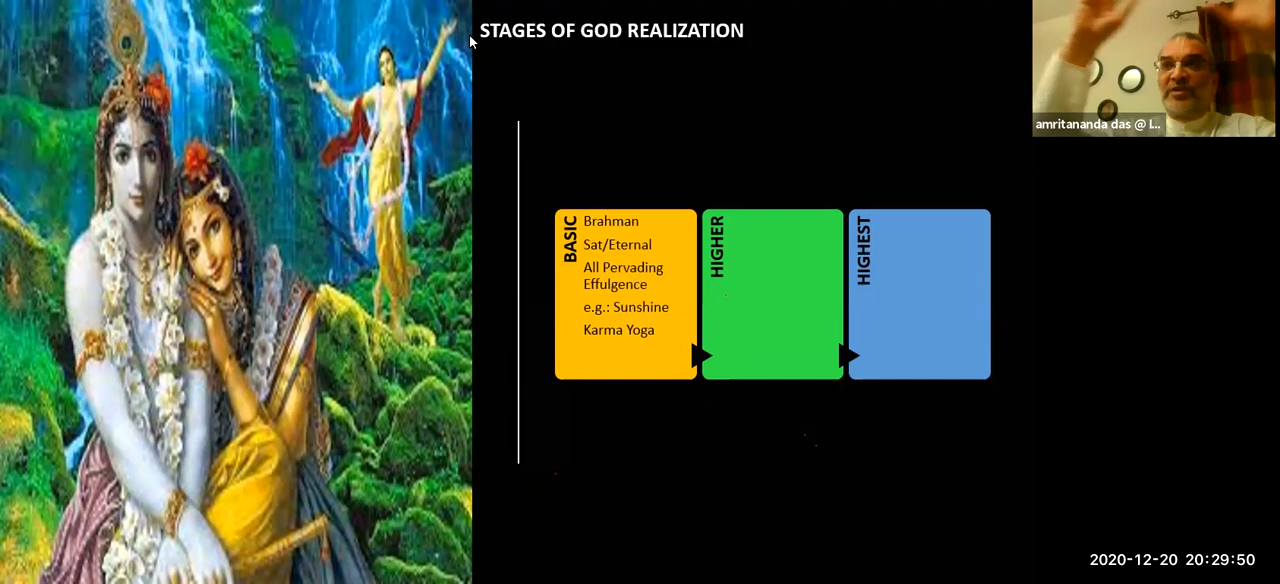 STAGES OF GOD REALIZATION
BASIC
Brahman
Sat/Eternal
All Pervading
Effulgence
e.g.: Sunshine
Karma Yoga
HIGHER
HIGHEST
amritananda das @ l...
2020-12-20 20:29:50